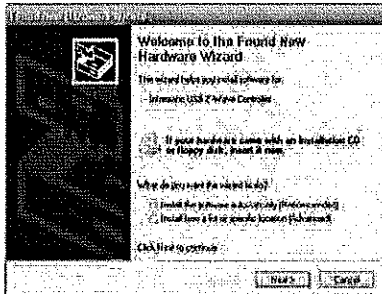 Found New Hardware Wizard
Welcome to the Found New
Hardware Wizard
This wizard helps you install software for:
USB Z-Wave Controller
If your hardware came with an installation CD
or floppy disk, insert it now.
What do you want the wizard to do?
Install the software automatically (Recommended)
Install from a list or specific location (Advanced)
Click Next to continue.
Next >
Cancel